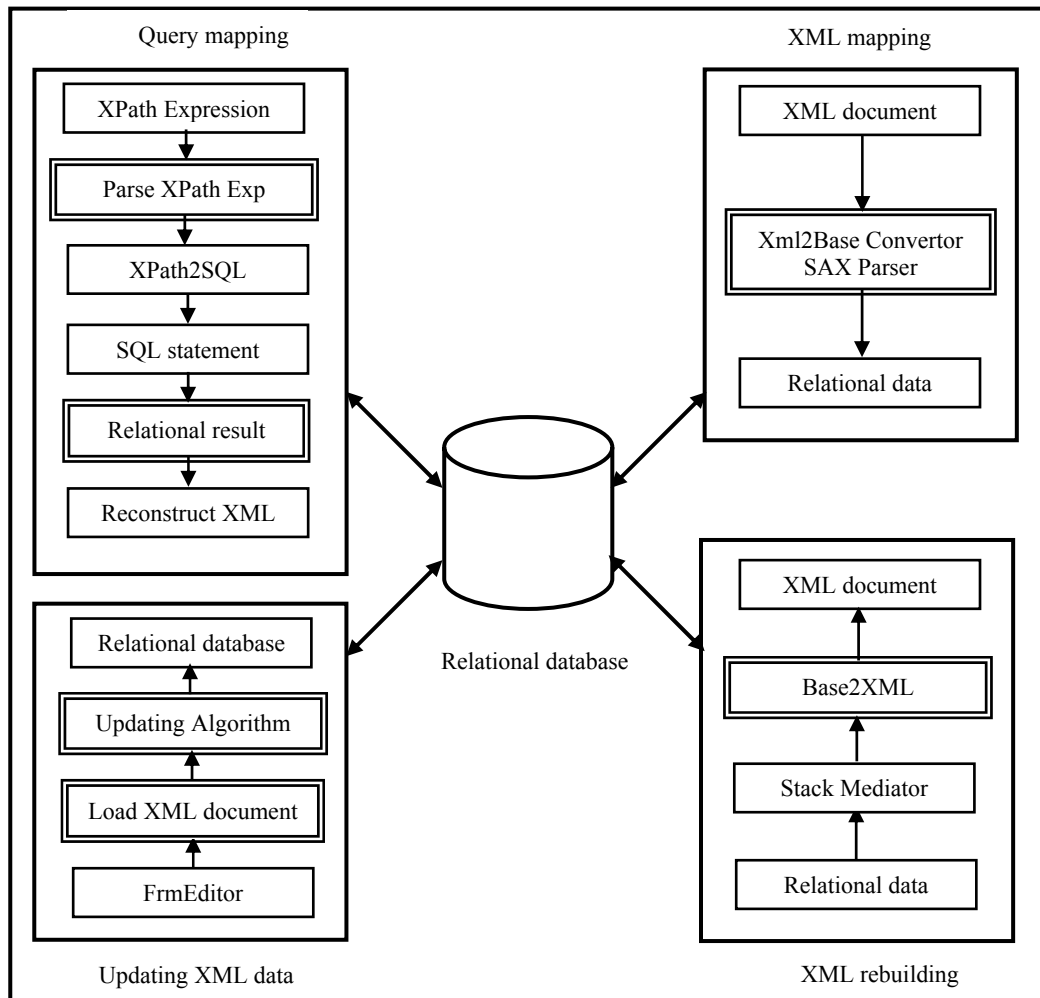 Query mapping
XPath Expression
Parse XPath Exp
XPath2SQL
SQL statement
Relational result
Reconstruct XML
XML mapping
XML document
Xml2Base Convertor
SAX Parser
Relational data
Relational database
Relational database
Updating Algorithm
Load XML document
FrmEditor
Updating XML data
XML document
Base2XML
Stack Mediator
Relational data
XML rebuilding